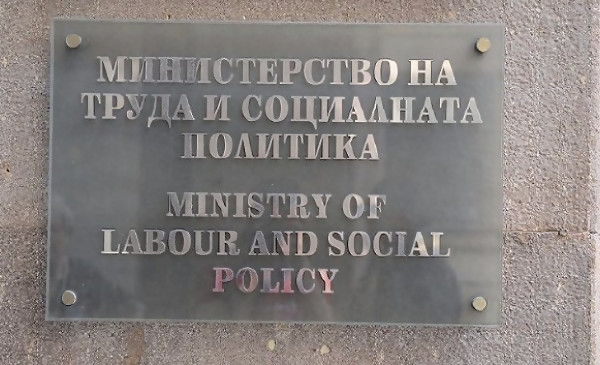 МИНИСТЕРСТВО НА
ТРУДА И СОЦИАЛНАТА
ПОЛИТИКА
MINISTRY OF
LABOUR AND SOCIAL
POLICY